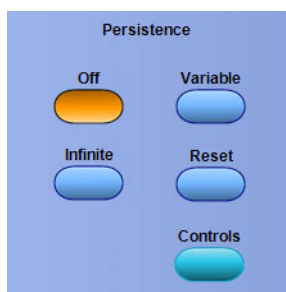 Persistence
Off Variable
Infinite Reset
Controls